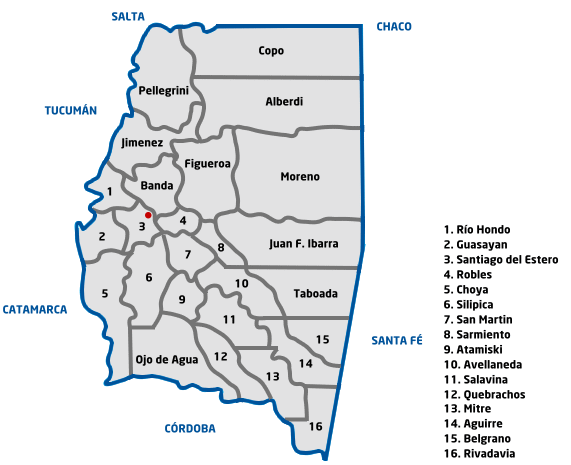 SALTA
CHACO
Copo
Pellegrini
Alberdi
TUCUMÁN
Jimenez
Figueroa
Moreno
Banda
1
3
4
2
8
Juan F. Ibarra
7
6
10
5
9
Taboada
11
15
12
14
Ojo de Agua
13
16
CATAMARCA
SANTA FÉ
CÓRDOBA
1. Río Hondo
2. Guasayan
3. Santiago del Estero
4. Robles
5. Choya
6. Silipica
7. San Martin
8. Sarmiento
9. Atamiski
10. Avellaneda
11. Salavina
12. Quebrachos
13. Mitre
14. Aguirre
15. Belgrano
16. Rivadavia